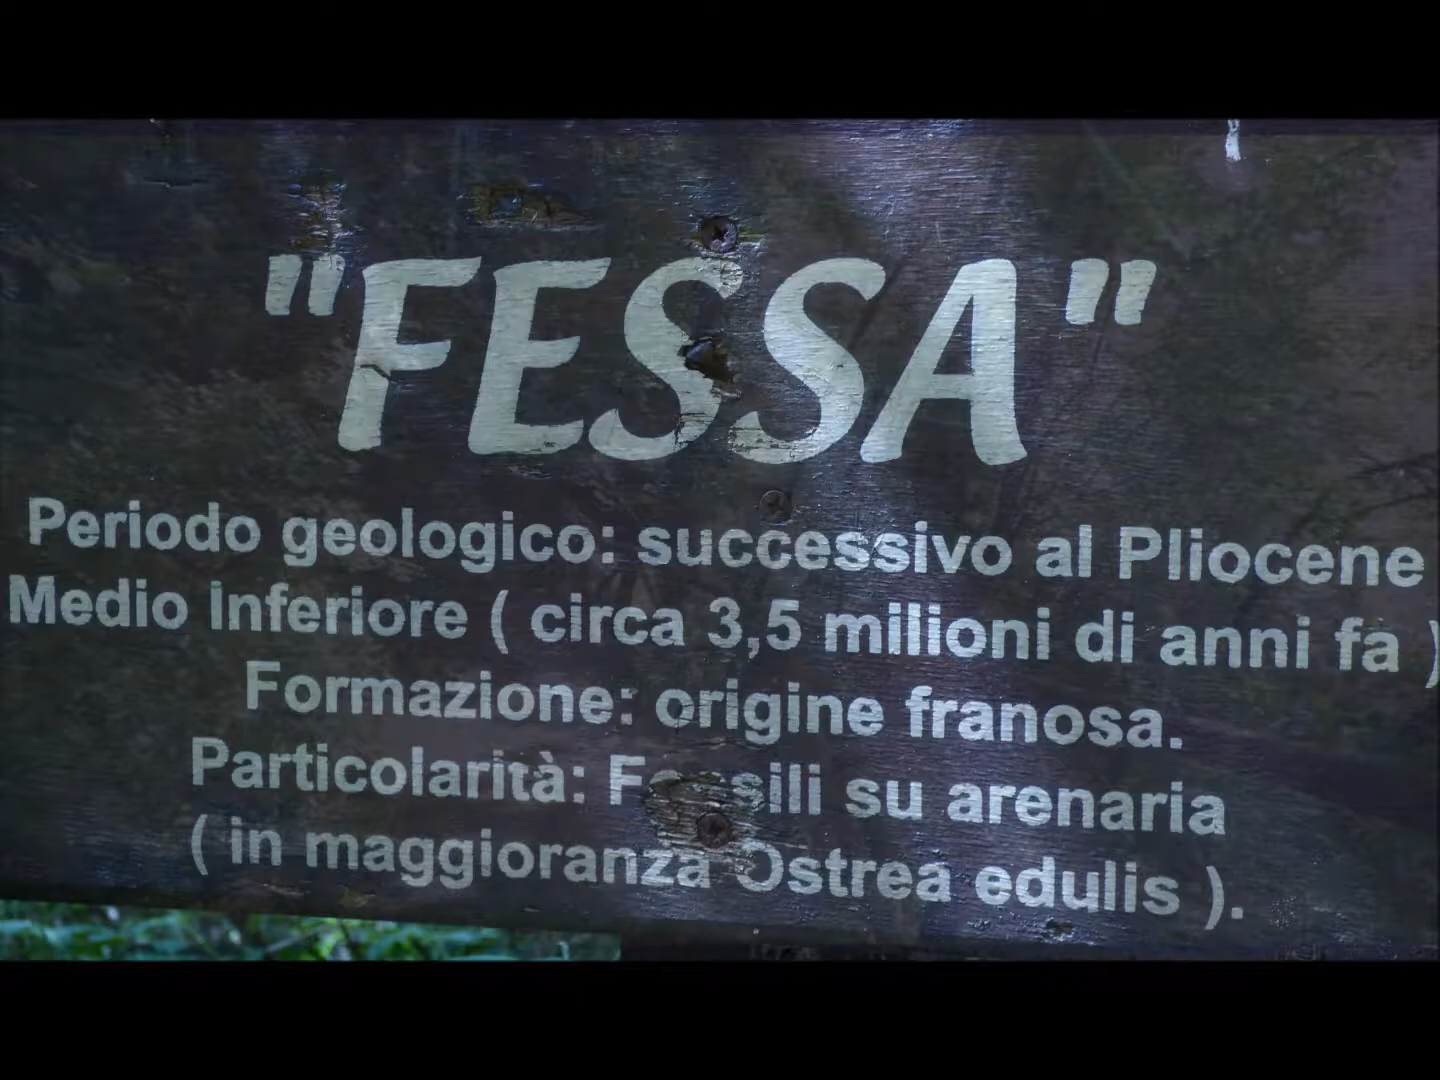 "FESSA"
Periodo geologico: successivo al Pliocene
Medio Inferiore ( circa 3,5 milioni di anni fa )
Formazione: origine franosa.
Particolarità: Fossili su arenaria
( in maggioranza Ostrea edulis ).